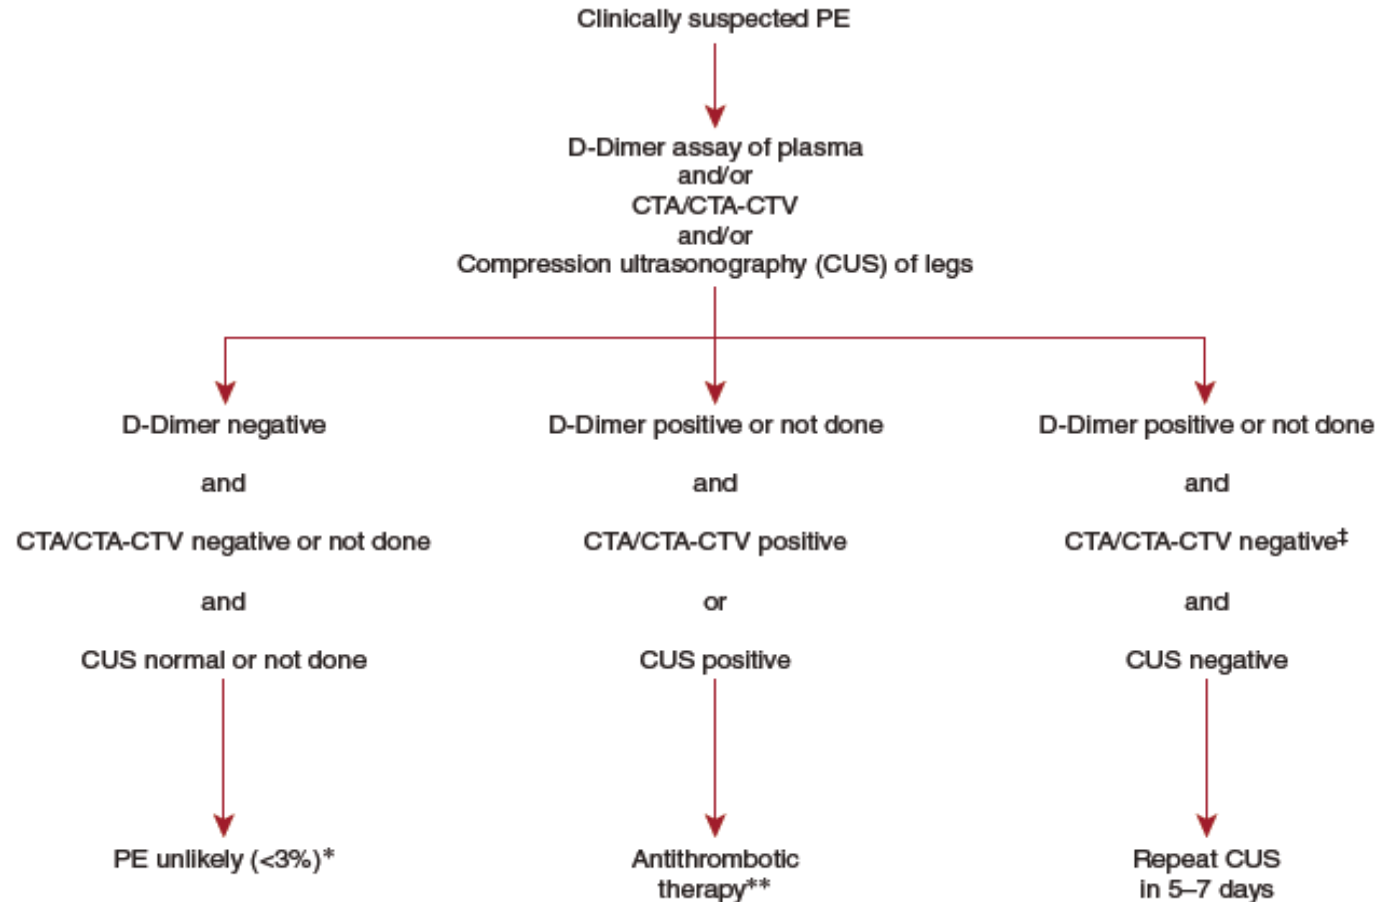 Clinically suspected PE
D-Dimer assay of plasma
and/or
CTA/CTA-CTV
and/or
Compression ultrasonography (CUS) of legs
D-Dimer negative
and
CTA/CTA-CTV negative or not done
and
CUS normal or not done
PE unlikely (<3%)*
D-Dimer positive or not done
and
CTA/CTA-CTV positive
or
CUS positive
Antithrombotic
therapy**
D-Dimer positive or not done
and
CTA/CTA-CTV negative‡
and
CUS negative
Repeat CUS
in 5–7 days